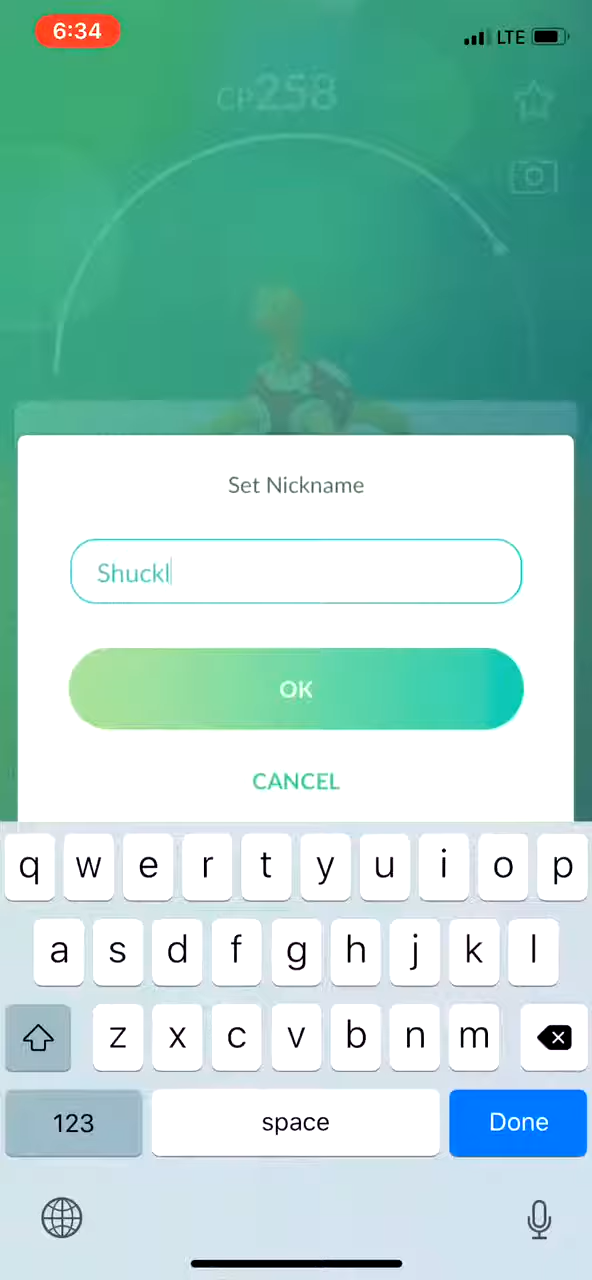 6:34
LTE
CP258
Set Nickname
Shuckl
OK
CANCEL
q w e r t y u i o p
a s d f g h j k l
z x c v b n m
123 space Done